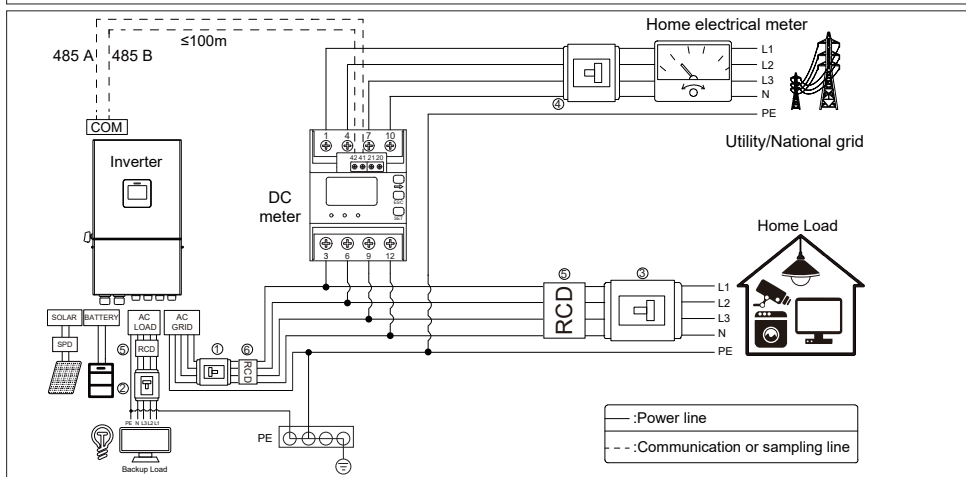 Home electrical meter
≤100m
485 A
485 B
L1
L2
L3
N
PE
④
COM
Utility/National grid
Inverter
1 4 7 10
42 41 21 20
DC
meter
ESC
SET
3 6 9 12
Home Load
⑤
RCD
③
L1
L2
L3
N
PE
SOLAR
BATTERY
AC
LOAD
AC
GRID
SPD
⑤
RCD
①
⑥
RCD
②
PE N L3 L2 L1
Backup Load
PE
:Power line
:Communication or sampling line